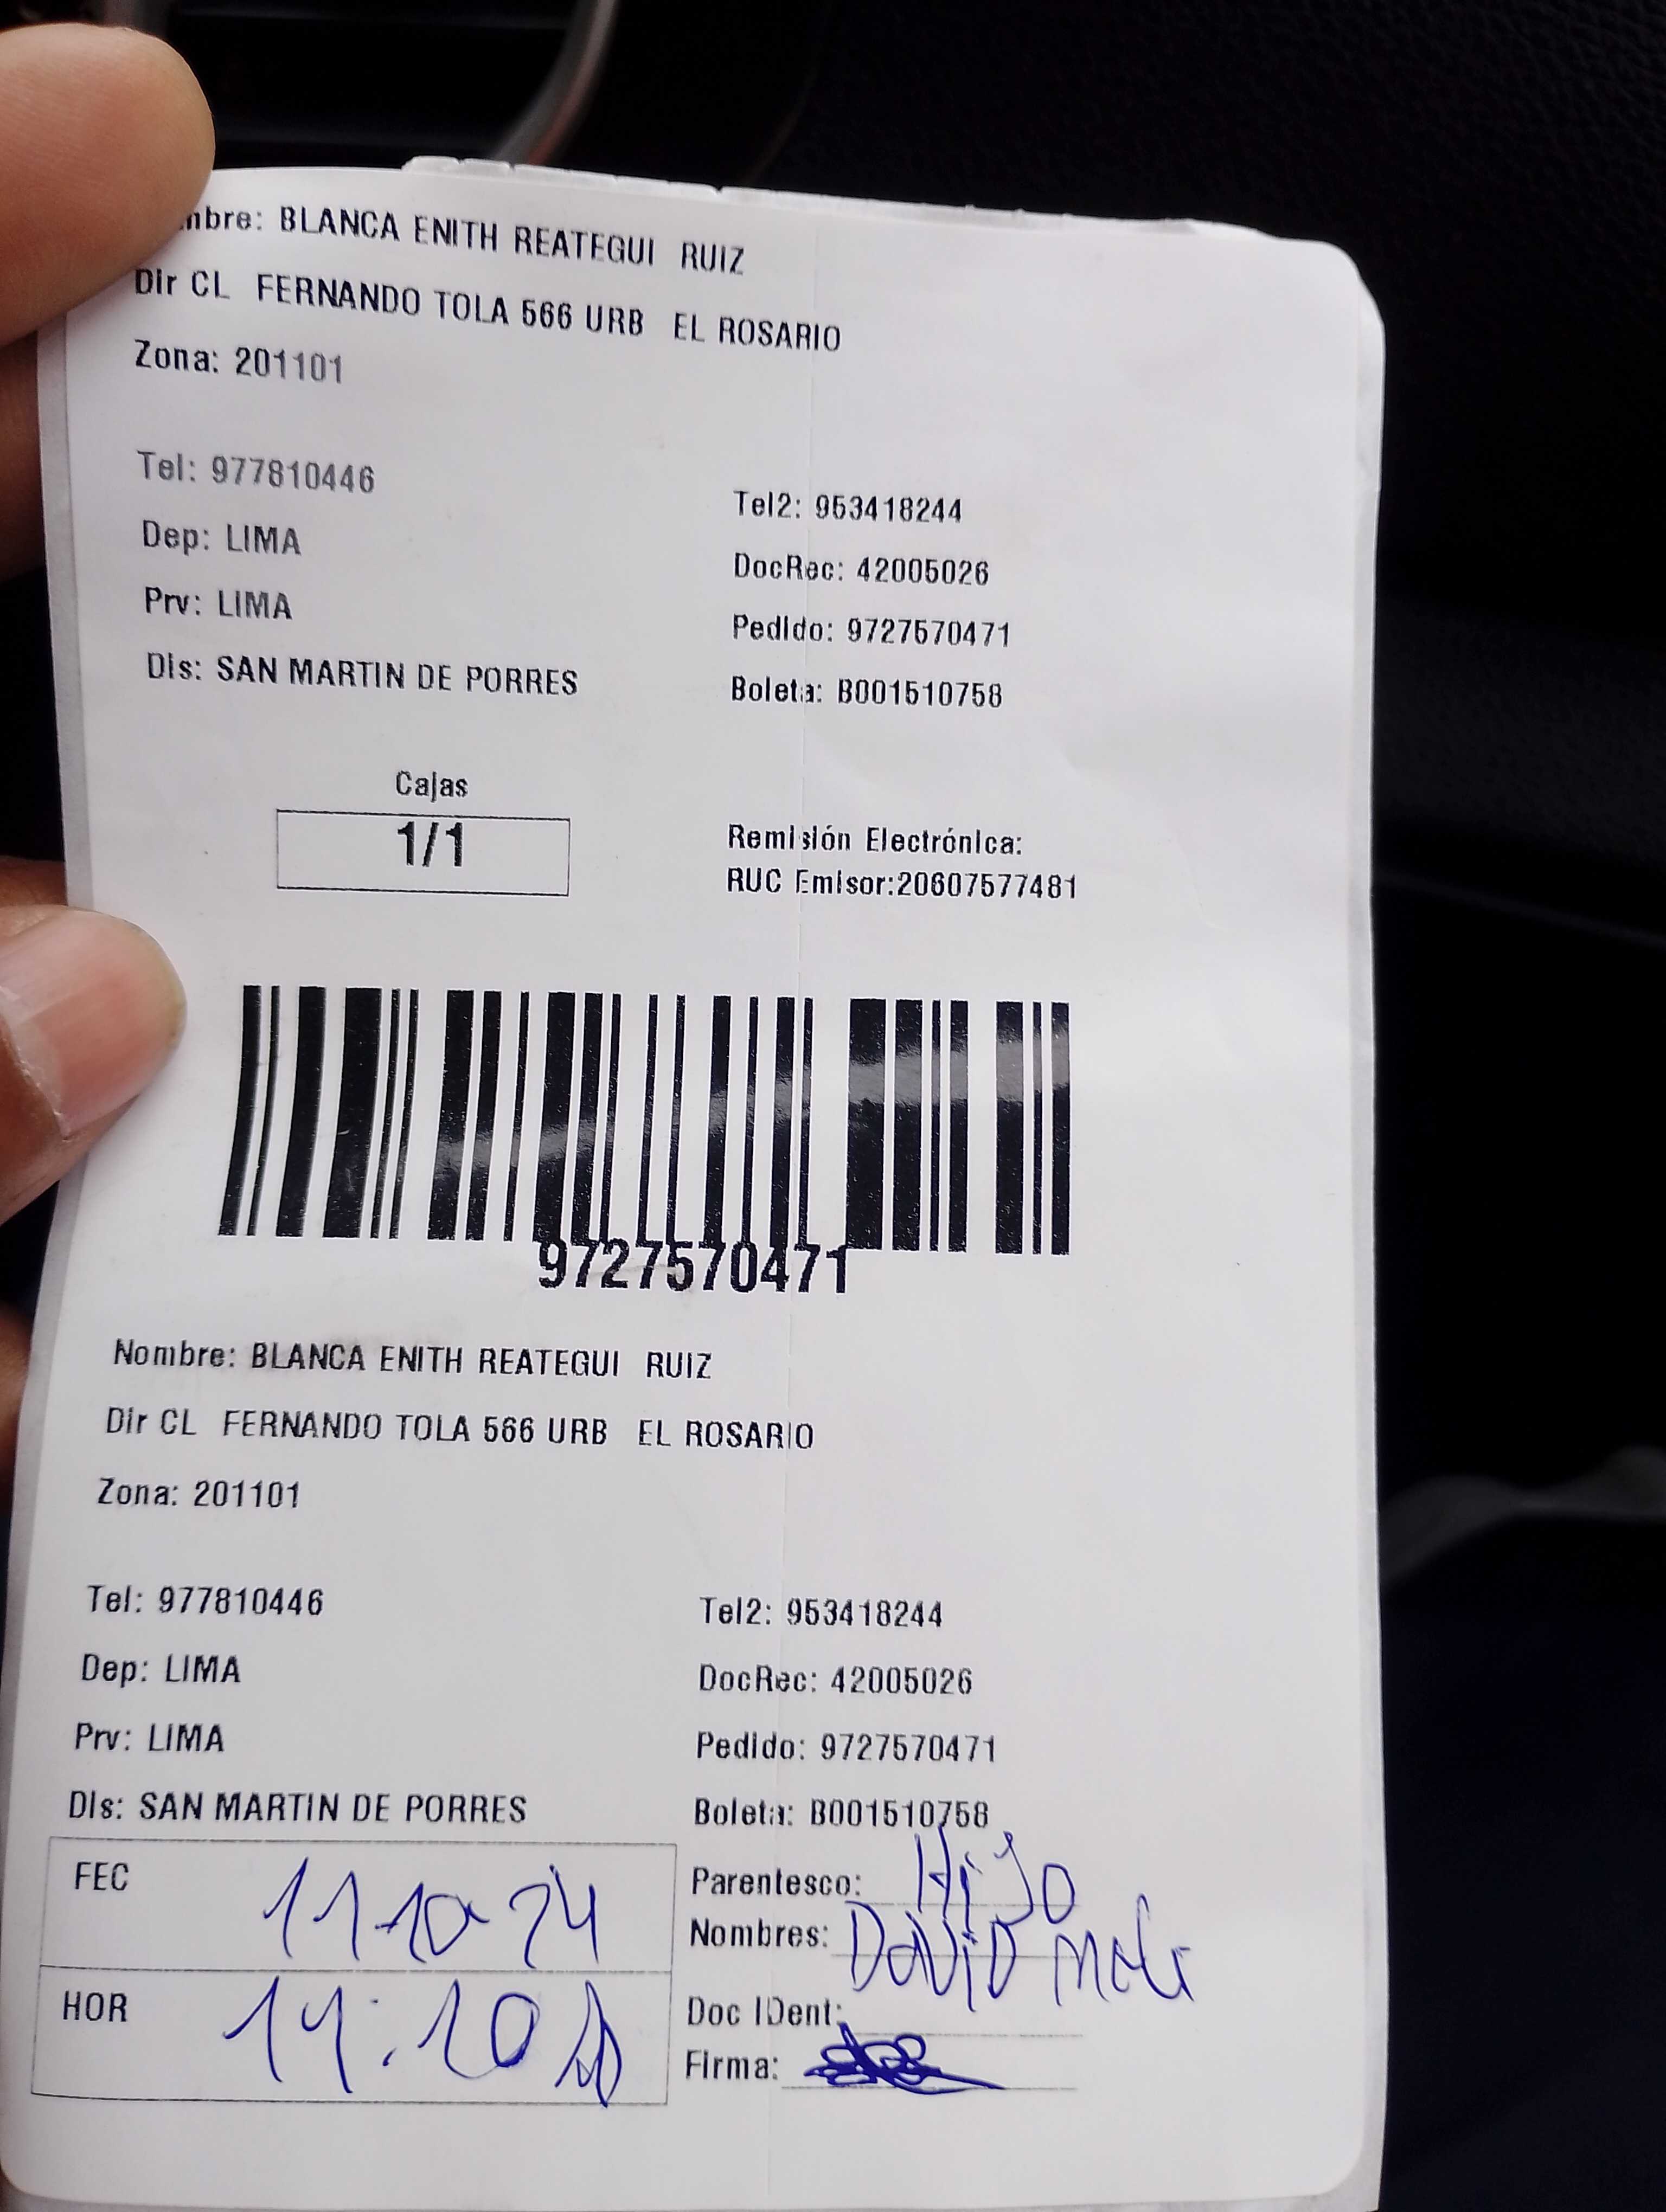 mbre: BLANCA ENITH REATEGUI RUIZ
Dir CL FERNANDO TOLA 566 URB EL ROSARIO
Zona: 201101
Tel: 977810446
Tel2: 953418244
Dep: LIMA
DocRec: 42005026
Prv: LIMA
Pedido: 9727570471
Dis: SAN MARTIN DE PORRES
Boleta: B001510758
Cajas
1/1
Remisión Electrónica:
RUC Emisor:20607577481
9727570471
Nombre: BLANCA ENITH REATEGUI RUIZ
Dir CL FERNANDO TOLA 566 URB EL ROSARIO
Zona: 201101
Tel: 977810446
Tel2: 953418244
Dep: LIMA
DocRec: 42005026
Prv: LIMA
Pedido: 9727570471
Dis: SAN MARTIN DE PORRES
Boleta: B001510758
FEC 11-10-24
Parentesco: HiJO
Nombres: DaViD
HOR
Doc IDent:
Firma: